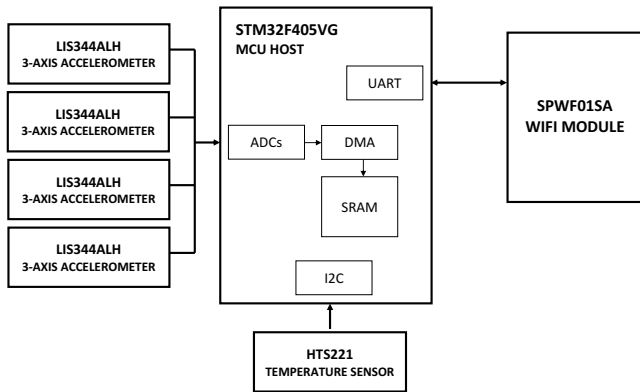 LIS344ALH
3-AXIS ACCELEROMETER
LIS344ALH
3-AXIS ACCELEROMETER
LIS344ALH
3-AXIS ACCELEROMETER
LIS344ALH
3-AXIS ACCELEROMETER
STM32F405VG
MCU HOST
UART
ADCs
DMA
SRAM
I2C
SPWF01SA
WIFI MODULE
HTS221
TEMPERATURE SENSOR